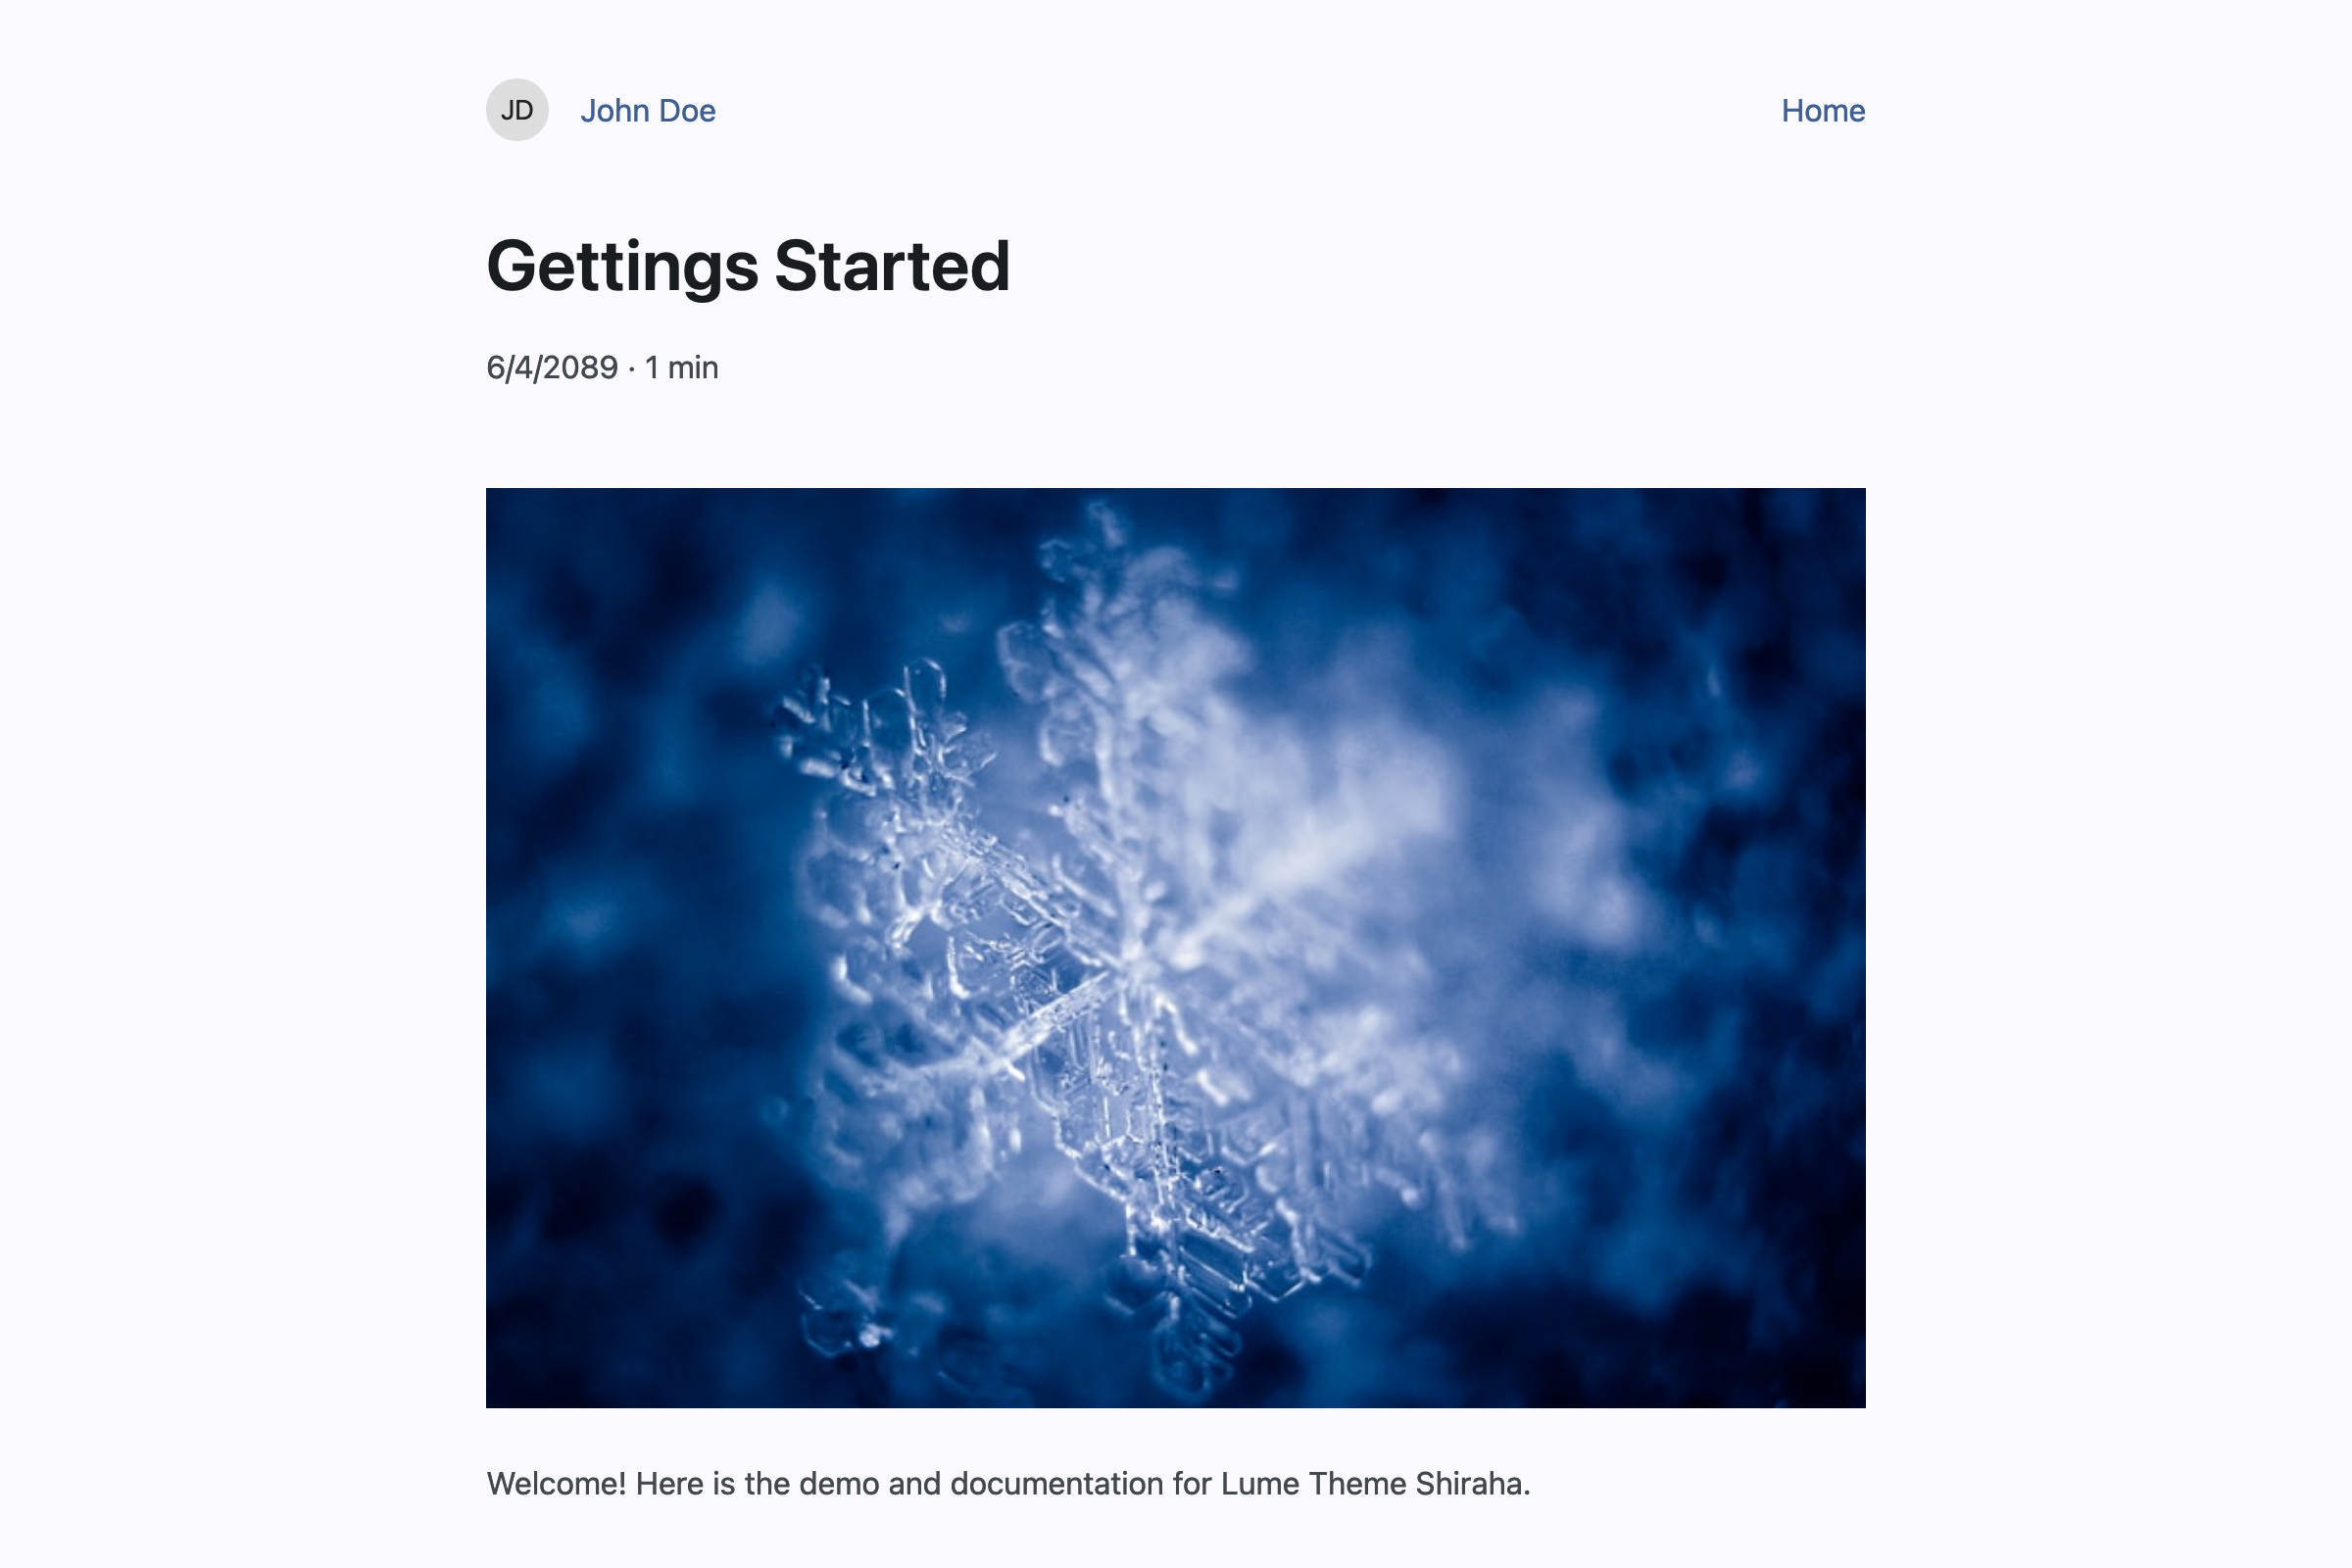 JD
John Doe
Home
Gettings Started
6/4/2089 · 1 min
Welcome! Here is the demo and documentation for Lume Theme Shiraha.